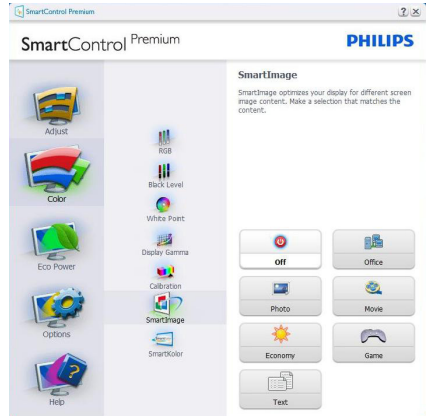 SmartControl Premium
SmartControl Premium
PHILIPS
Adjust
Color
Eco Power
Options
Help
RGB
Black Level
White Point
Display Gamma
Calibration
SmartImage
SmartKolor
SmartImage
SmartImage optimizes your display for different screen
image content. Make a selection that matches the
content.
Off
Office
Photo
Movie
Economy
Game
Text